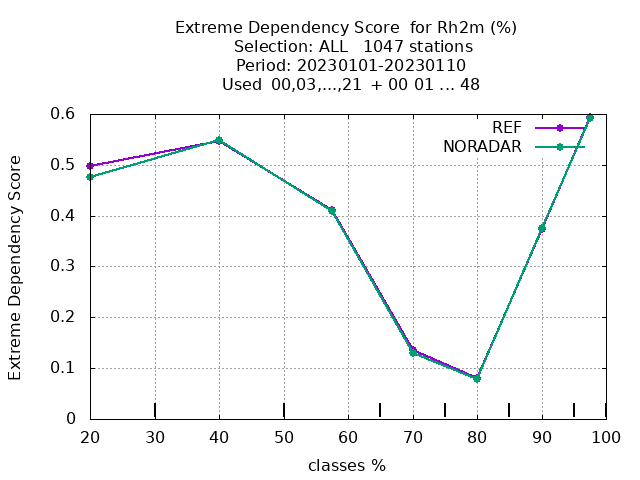 Extreme Dependency Score  for Rh2m (%)
Selection: ALL   1047 stations
Period: 20230101-20230110
Used  00,03,...,21  + 00 01 ... 48
REF
NORADAR
Extreme Dependency Score
0.6
0.5
0.4
0.3
0.2
0.1
0
20 30 40 50 60 70 80 90 100
classes %